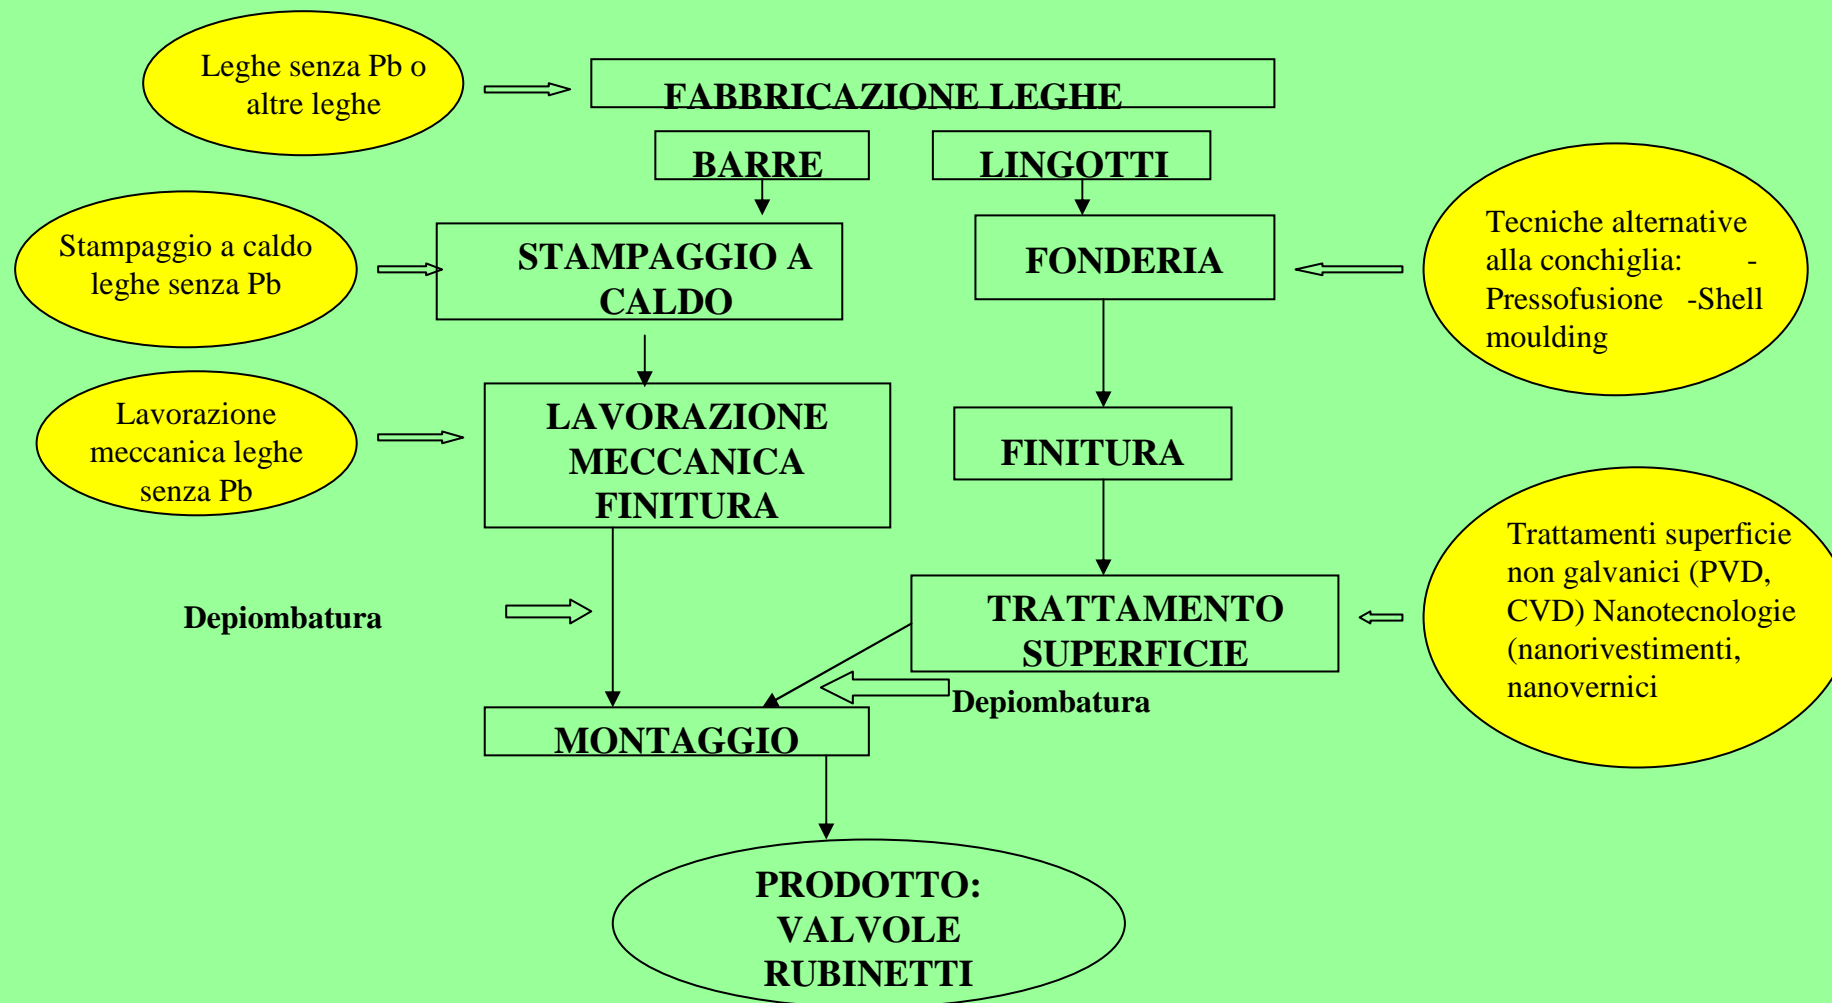 Leghe senza Pb o
altre leghe
FABBRICAZIONE LEGHE
BARRE
LINGOTTI
Stampaggio a caldo
leghe senza Pb
STAMPAGGIO A
CALDO
FONDERIA
Tecniche alternative
alla conchiglia: -
Pressofusione -Shell
moulding
Lavorazione
meccanica leghe
senza Pb
LAVORAZIONE
MECCANICA
FINITURA
FINITURA
Trattamenti superficie
non galvanici (PVD,
CVD) Nanotecnologie
(nanorivestimenti,
nanovernici
Depiombatura
TRATTAMENTO
SUPERFICIE
Depiombatura
MONTAGGIO
PRODOTTO:
VALVOLE
RUBINETTI